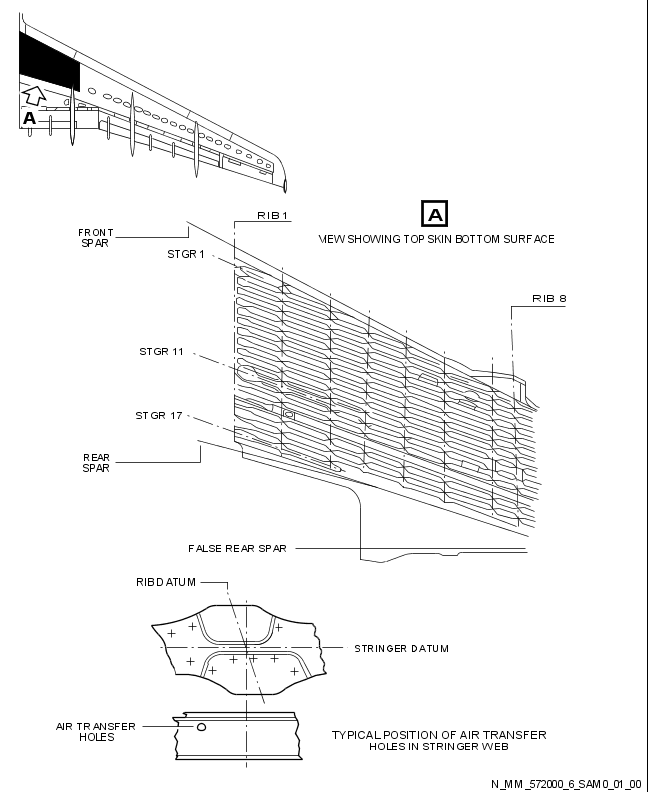 A
RIB 1
A
FRONT
SPAR
VIEW SHOWING TOP SKIN BOTTOM SURFACE
STGR 1
RIB 8
STGR 11
STGR 17
REAR
SPAR
FALSE REAR SPAR
RIB DATUM
STRINGER DATUM
AIR TRANSFER
HOLES
TYPICAL POSITION OF AIR TRANSFER
HOLES IN STRINGER WEB
N_MM_572000_6_SAM0_01_00